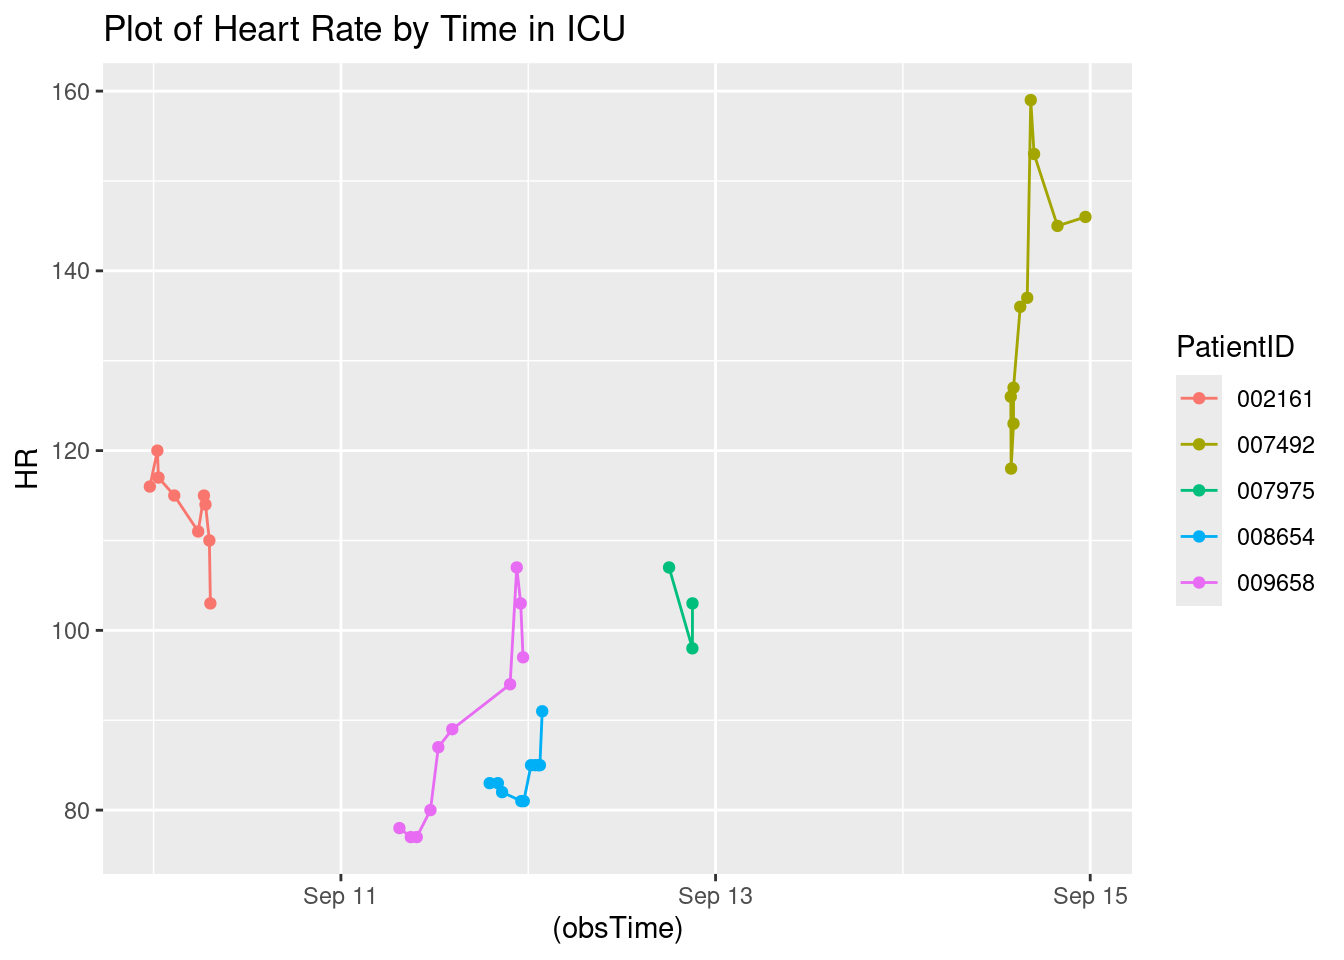 Plot of Heart Rate by Time in ICU
160
140
120
100
80
HR
Sep 11
Sep 13
Sep 15
(obsTime)
PatientID
002161
007492
007975
008654
009658